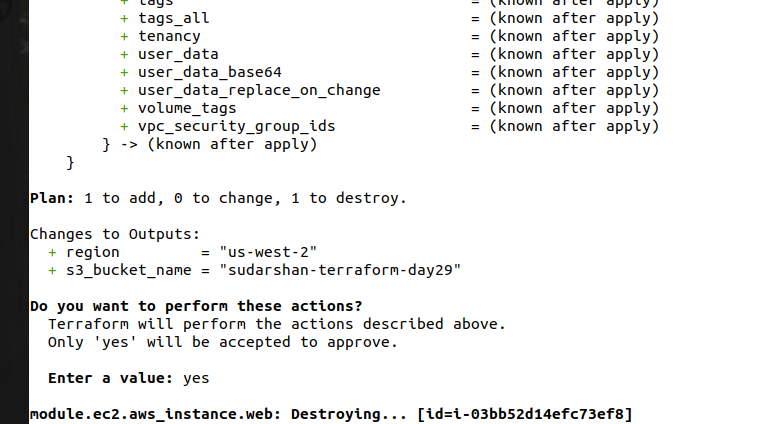 + tags = (known after apply)
+ tags_all = (known after apply)
+ tenancy = (known after apply)
+ user_data = (known after apply)
+ user_data_base64 = (known after apply)
+ user_data_replace_on_change = (known after apply)
+ volume_tags = (known after apply)
+ vpc_security_group_ids = (known after apply)
} -> (known after apply)
}
Plan: 1 to add, 0 to change, 1 to destroy.
Changes to Outputs:
+ region = "us-west-2"
+ s3_bucket_name = "sudarshan-terraform-day29"
Do you want to perform these actions?
Terraform will perform the actions described above.
Only 'yes' will be accepted to approve.
Enter a value: yes
module.ec2.aws_instance.web: Destroying... [id=i-03bb52d14efc73ef8]